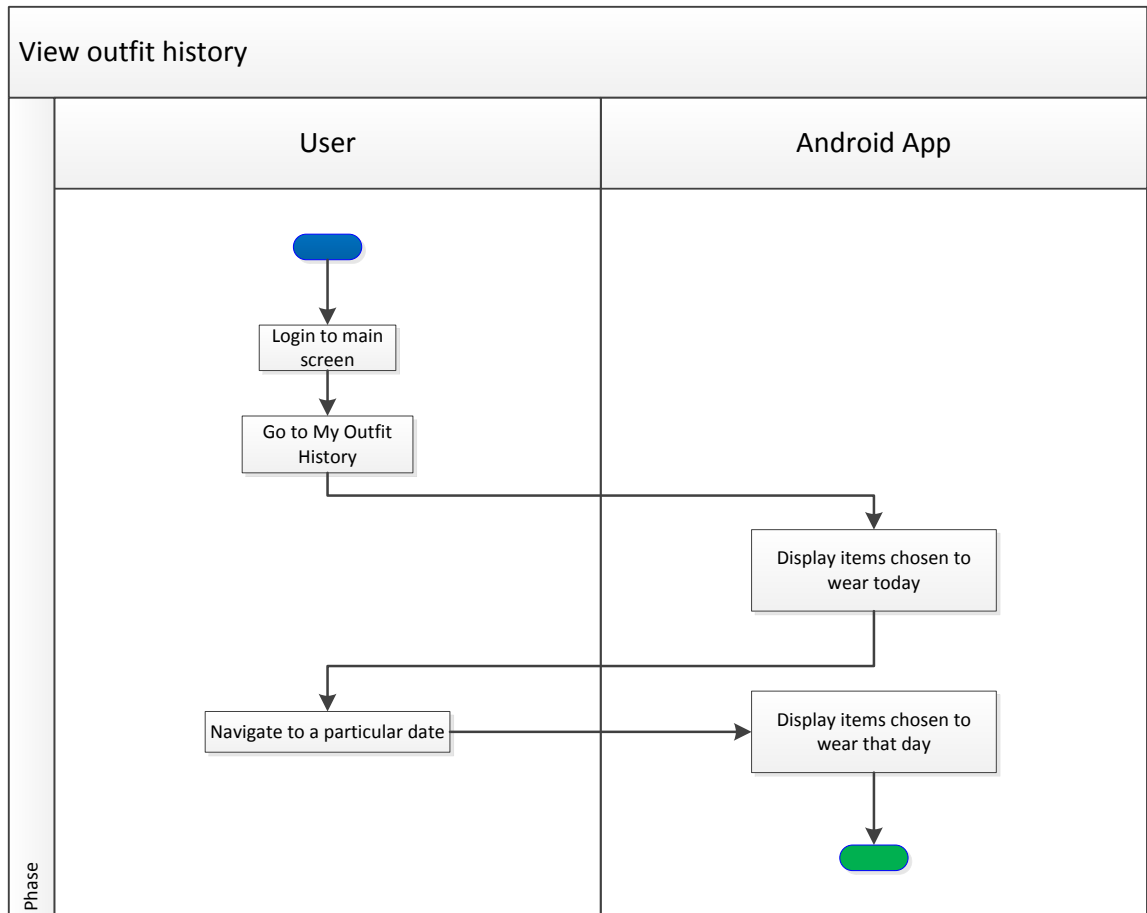 View outfit history
User
Android App
Login to main
screen
Go to My Outfit
History
Display items chosen to
wear today
Navigate to a particular date
Display items chosen to
wear that day
Phase